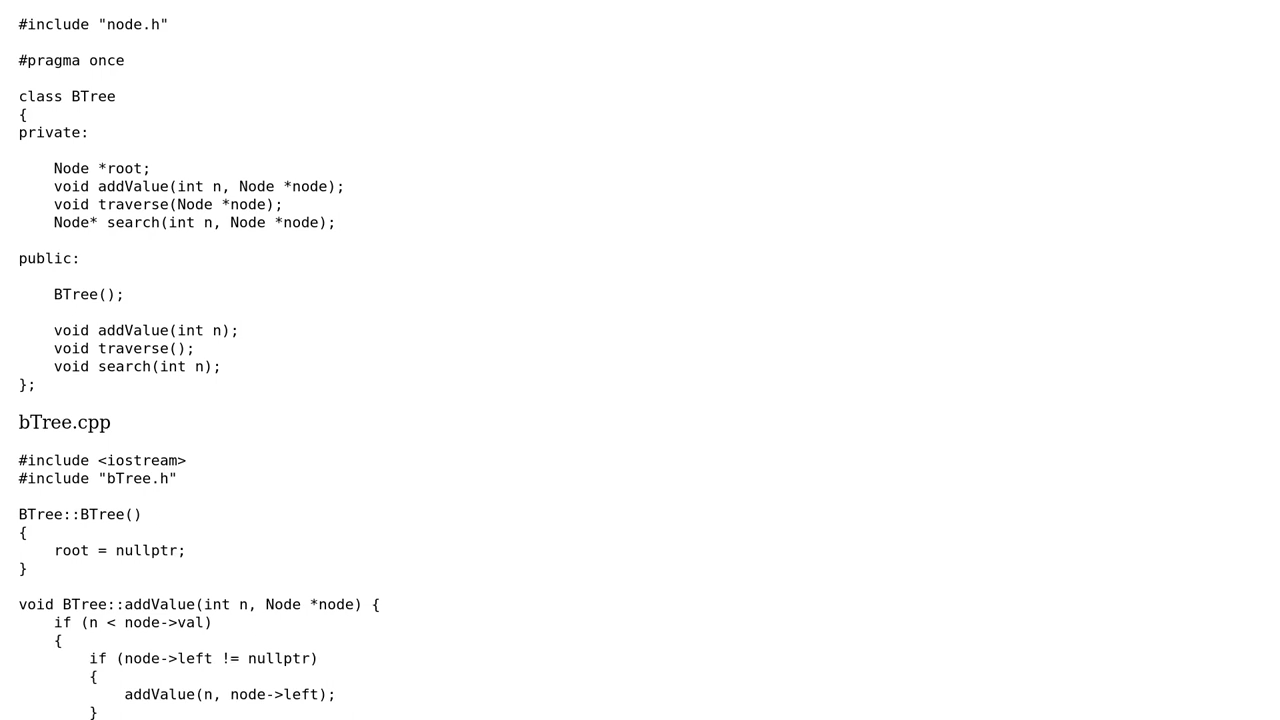 #include "node.h"
#pragma once
class BTree
{
private:
    Node *root;
    void addValue(int n, Node *node);
    void traverse(Node *node);
    Node* search(int n, Node *node);
public:
    BTree();
    void addValue(int n);
    void traverse();
    void search(int n);
};
bTree.cpp
#include <iostream>
#include "bTree.h"
BTree::BTree()
{
    root = nullptr;
}
void BTree::addValue(int n, Node *node) {
    if (n < node->val)
    {
        if (node->left != nullptr)
        {
            addValue(n, node->left);
        }